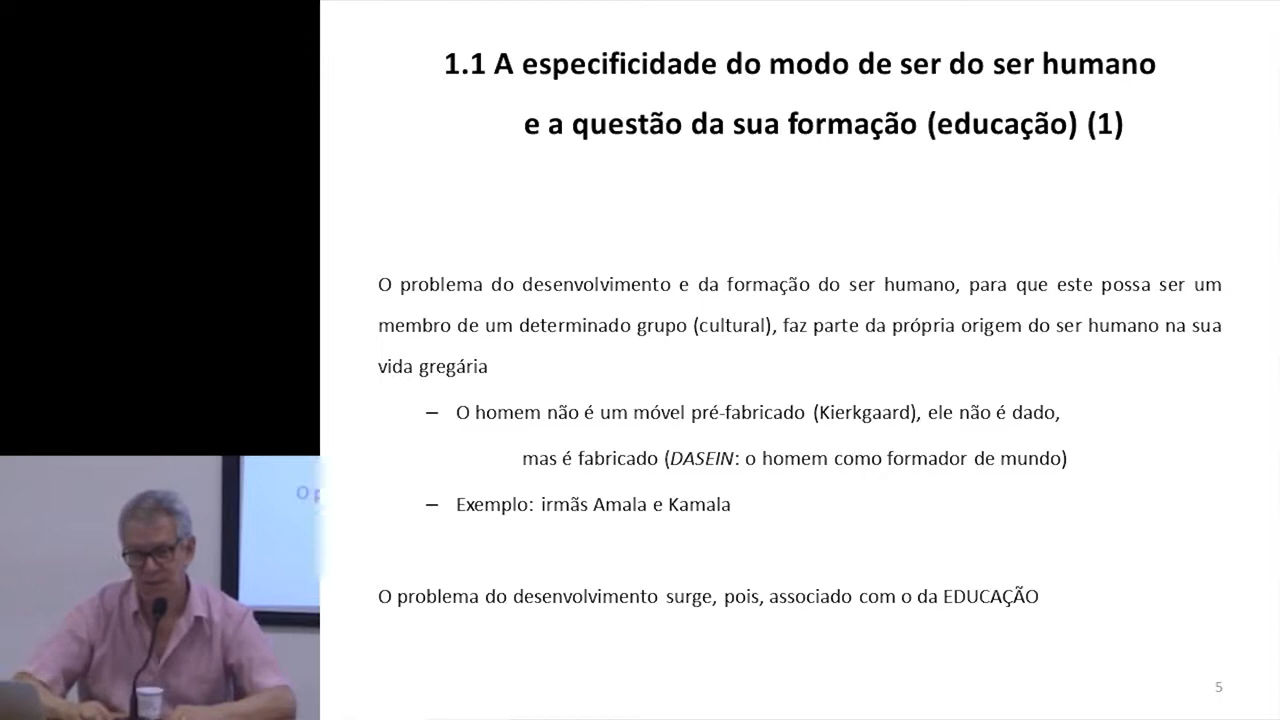 1.1 A especificidade do modo de ser do ser humano
e a questão da sua formação (educação) (1)
O problema do desenvolvimento e da formação do ser humano, para que este possa ser um
membro de um determinado grupo (cultural), faz parte da própria origem do ser humano na sua
vida gregária
– O homem não é um móvel pré-fabricado (Kierkgaard), ele não é dado,
mas é fabricado (DASEIN: o homem como formador de mundo)
– Exemplo: irmãs Amala e Kamala
O problema do desenvolvimento surge, pois, associado com o da EDUCAÇÃO
5
O p